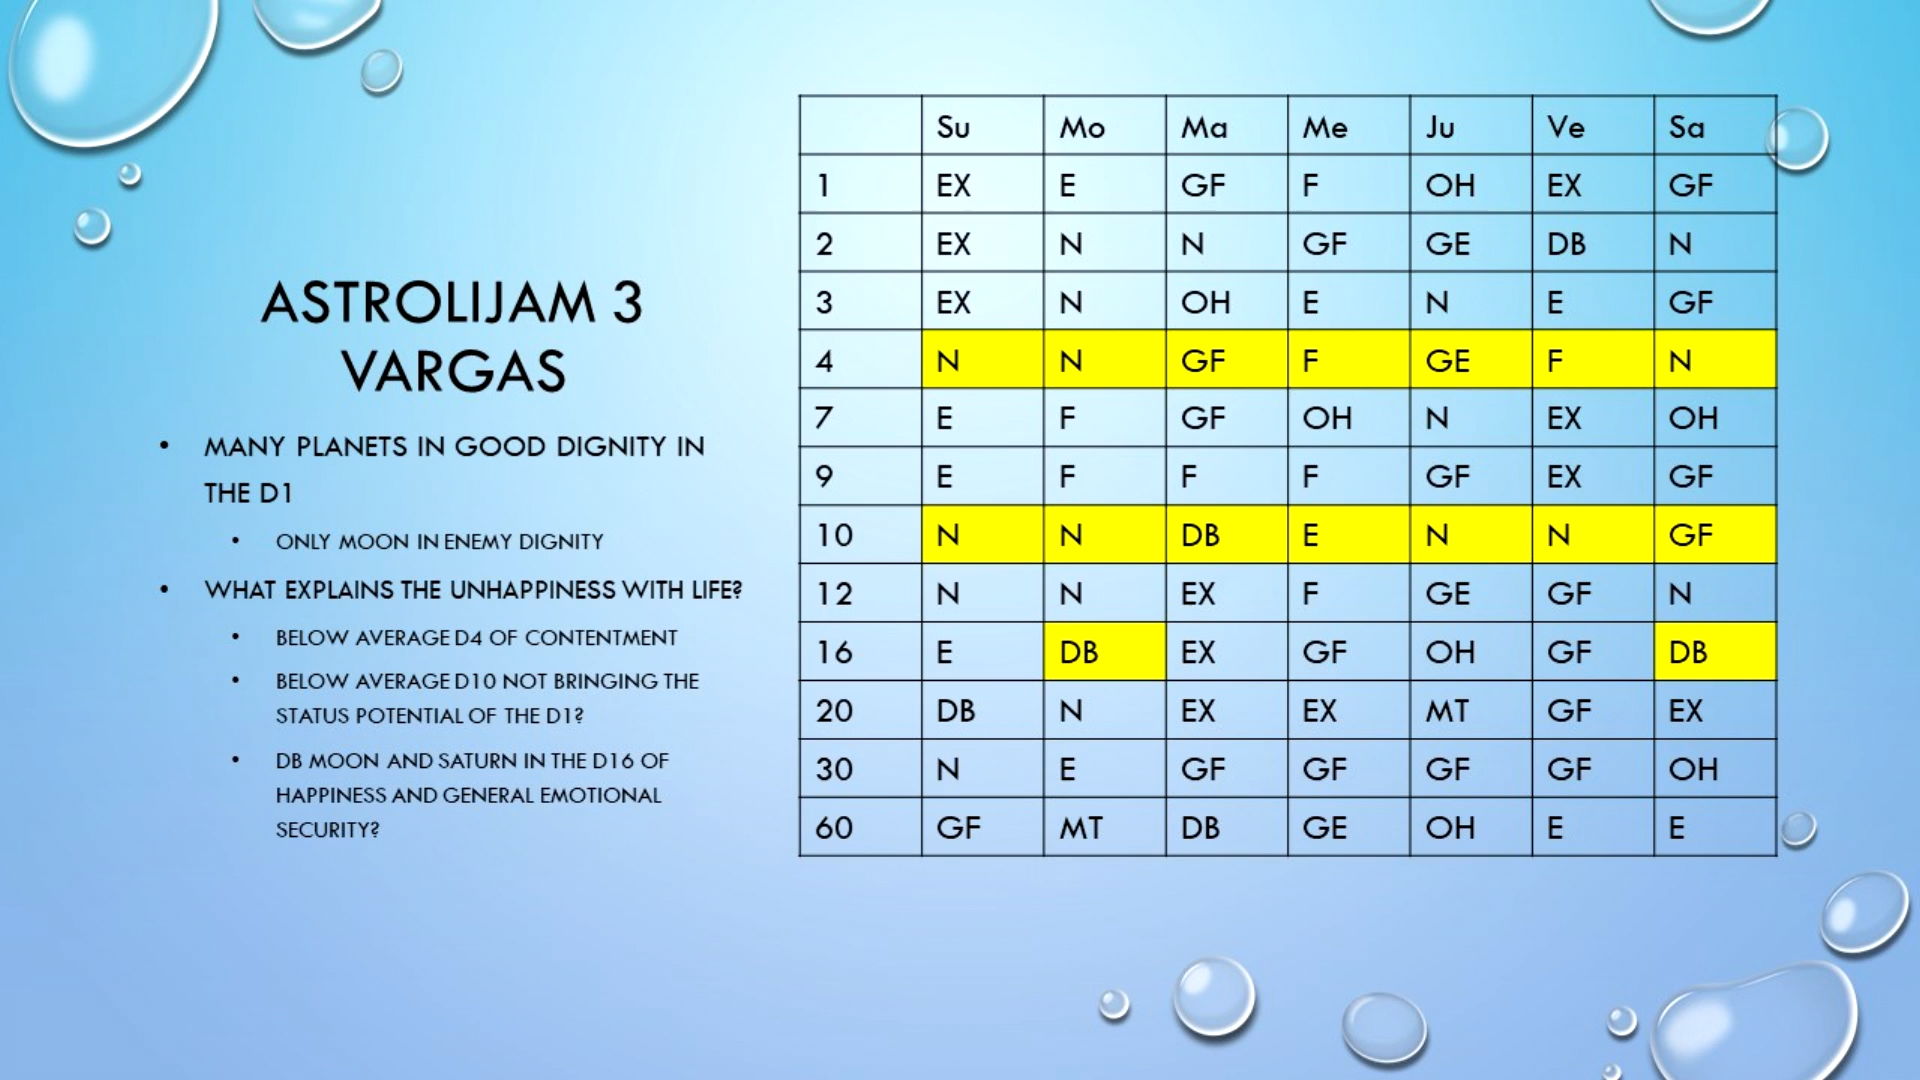 ASTROLIJAM 3
VARGAS
• MANY PLANETS IN GOOD DIGNITY IN
THE D1
• ONLY MOON IN ENEMY DIGNITY
• WHAT EXPLAINS THE UNHAPPINESS WITH LIFE?
• BELOW AVERAGE D4 OF CONTENTMENT
• BELOW AVERAGE D10 NOT BRINGING THE
STATUS POTENTIAL OF THE D1?
• DB MOON AND SATURN IN THE D16 OF
HAPPINESS AND GENERAL EMOTIONAL
SECURITY?
Su Mo Ma Me Ju Ve Sa
1 EX E GF F OH EX GF
2 EX N N GF GE DB N
3 EX N OH E N E GF
4 N N GF F GE F N
7 E F GF OH N EX OH
9 E F F F GF EX GF
10 N N DB E N N GF
12 N N EX F GE GF N
16 E DB EX GF OH GF DB
20 DB N EX EX MT GF EX
30 N E GF GF GF GF OH
60 GF MT DB GE OH E E